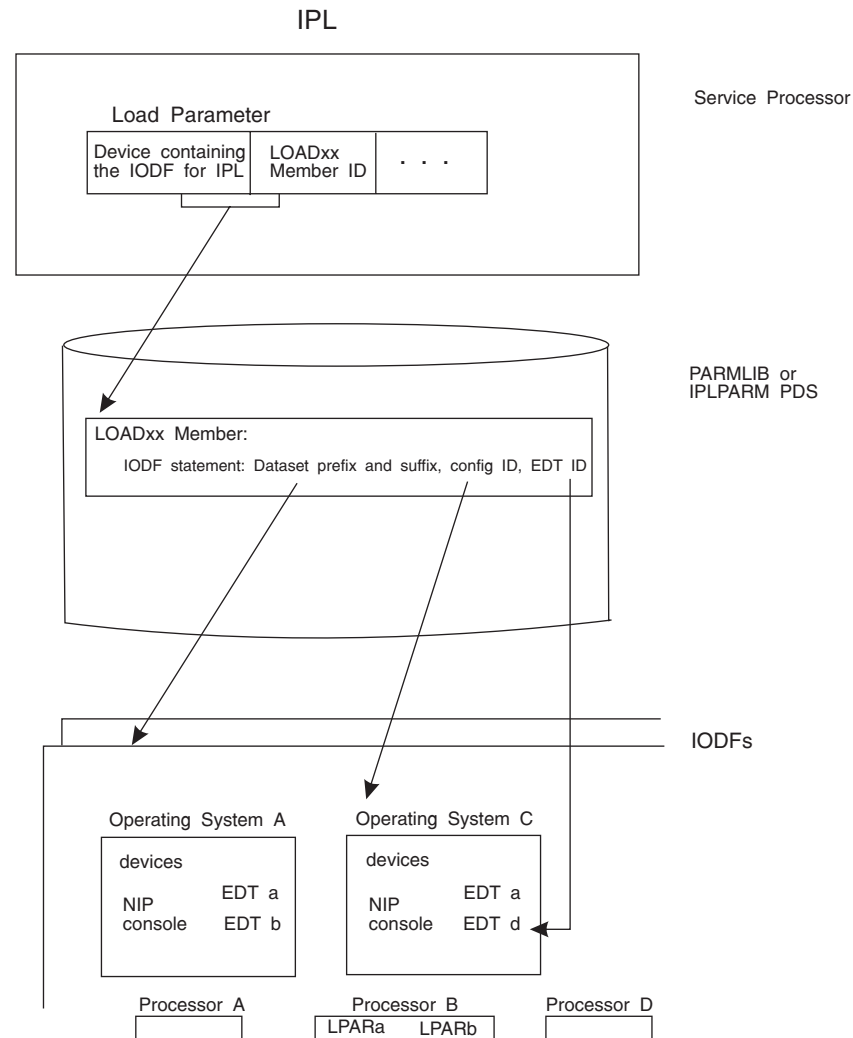 IPL
Service Processor
Load Parameter
Device containing
the IODF for IPL
LOADxx
Member ID
. . .
PARMLIB or
IPLPARM PDS
LOADxx Member:
IODF statement: Dataset prefix and suffix, config ID, EDT ID
IODFs
Operating System A
devices
NIP
console
EDT a
EDT b
Operating System C
devices
NIP
console
EDT a
EDT d
Processor A
Processor B
LPARa LPARb
Processor D